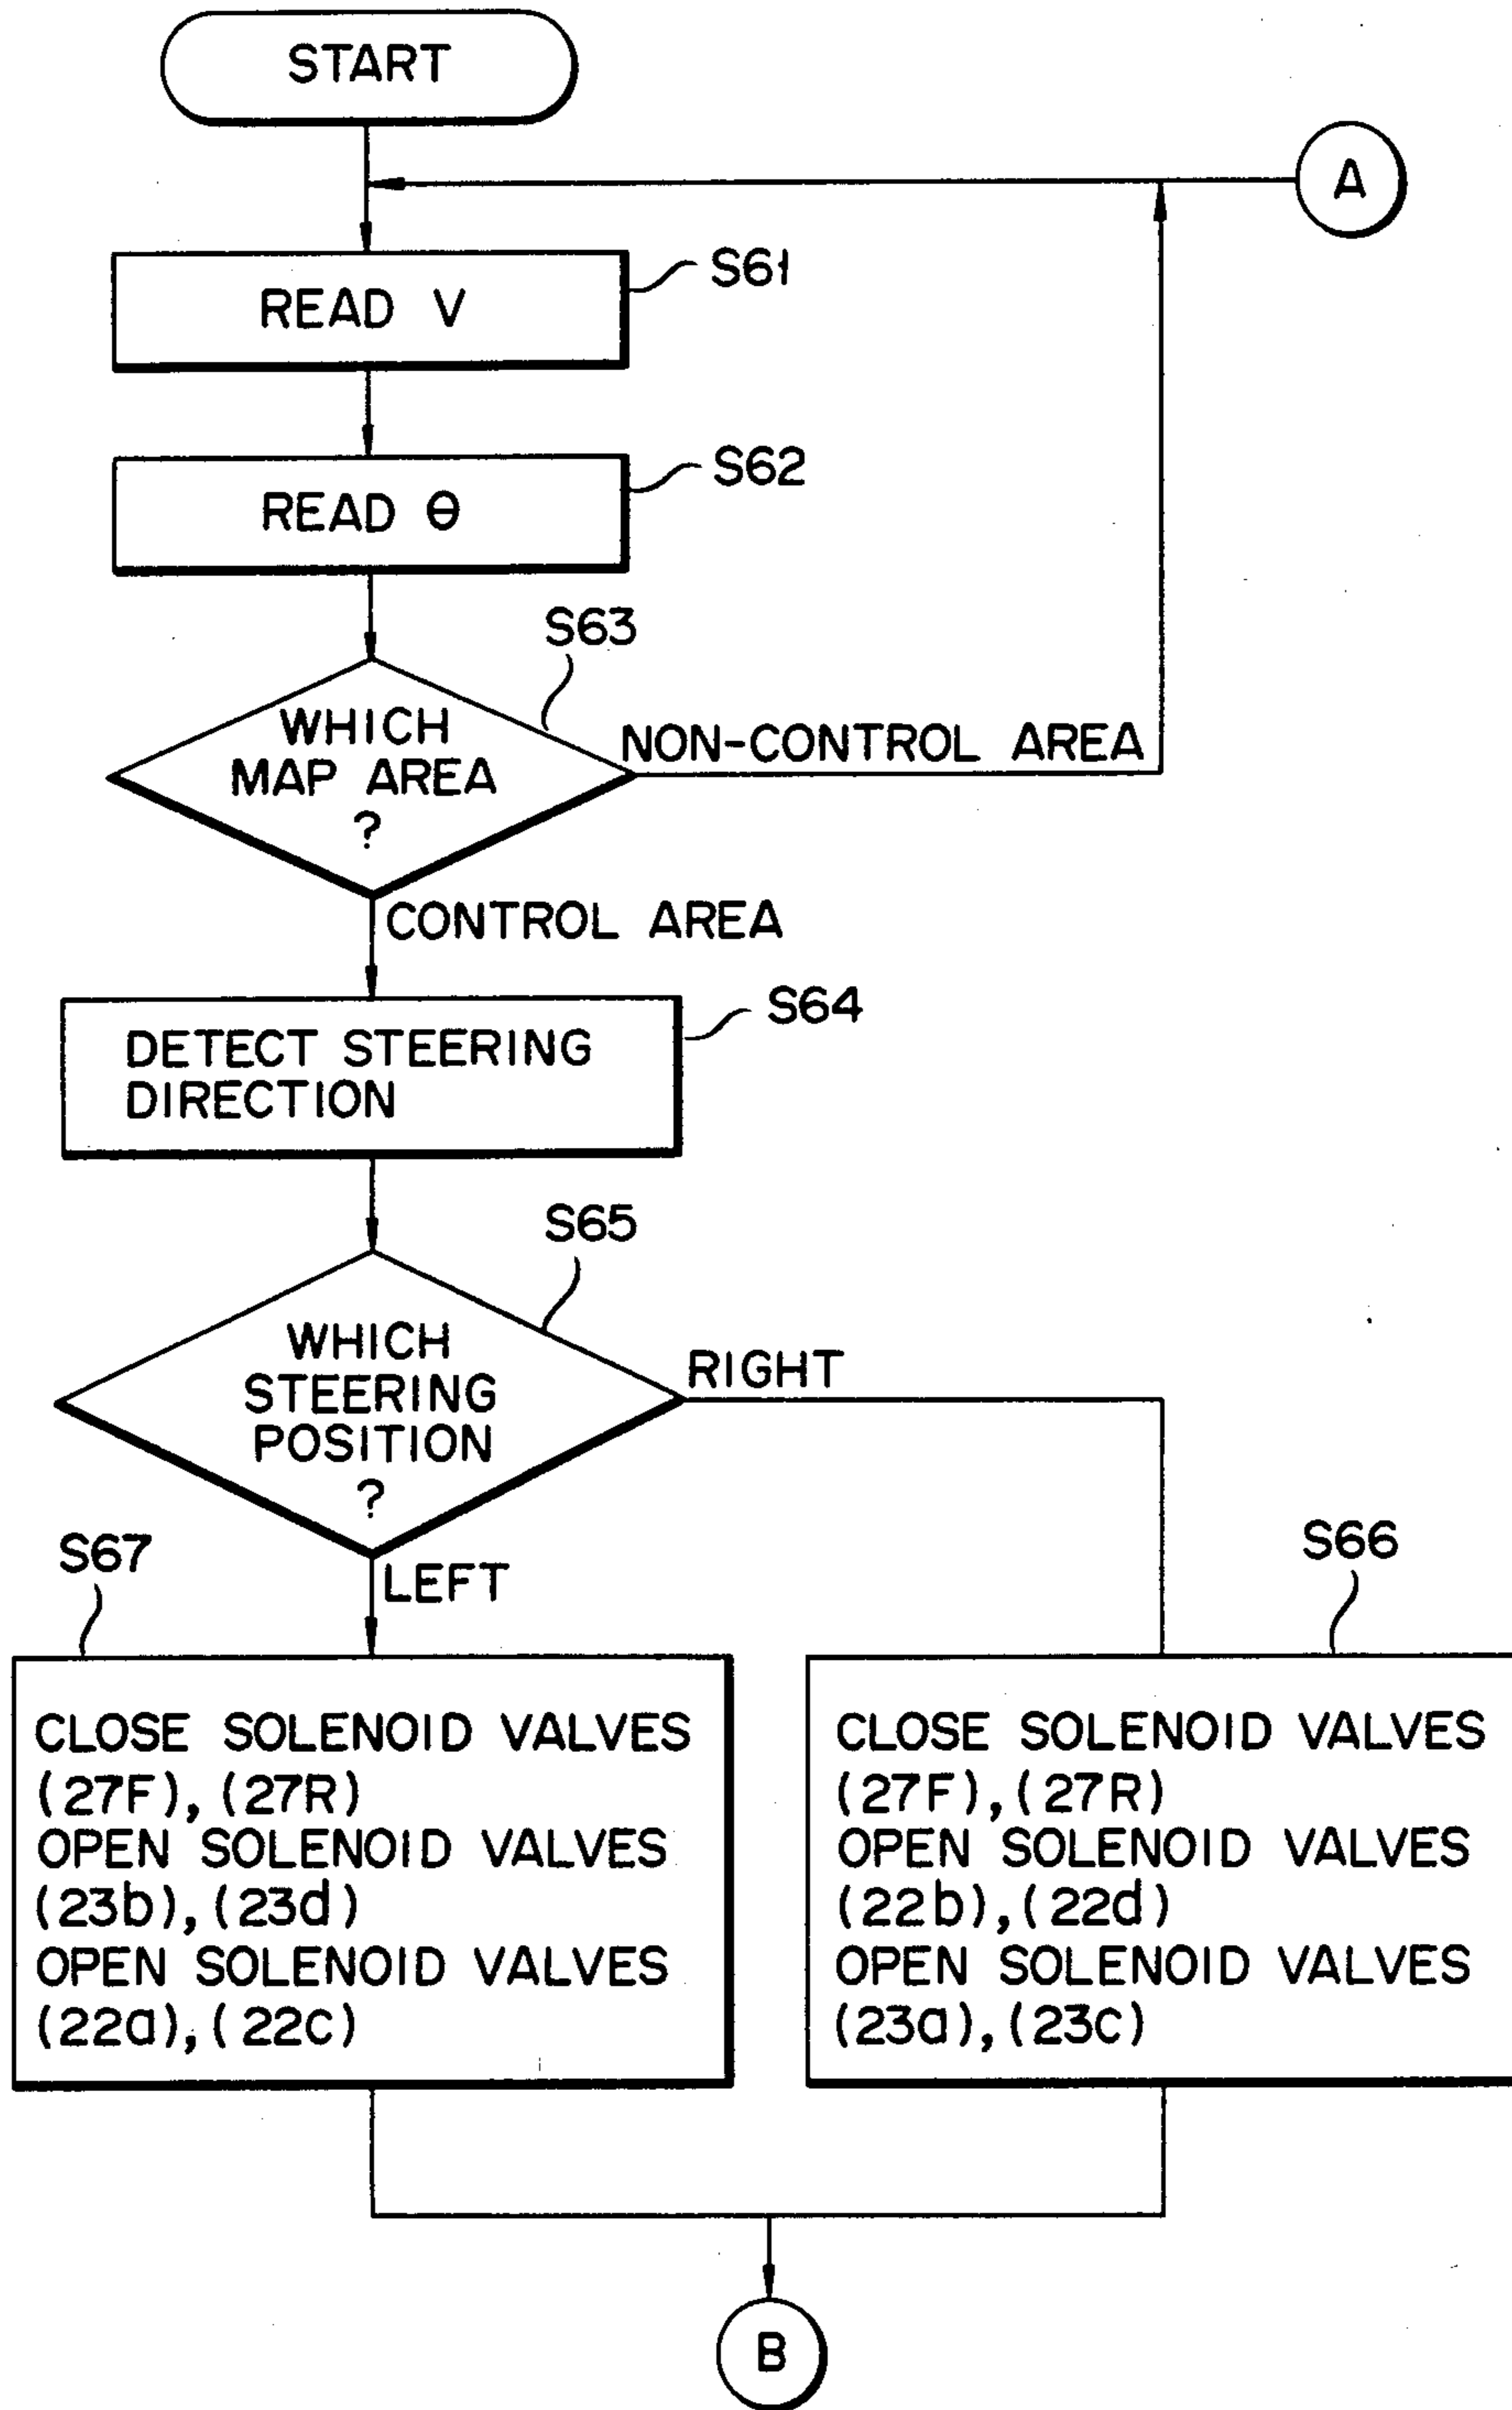 START
A
S61
READ V
S62
READ θ
S63
WHICH
MAP AREA
?
NON-CONTROL AREA
CONTROL AREA
S64
DETECT STEERING
DIRECTION
S65
WHICH
STEERING
POSITION
?
RIGHT
LEFT
S67
CLOSE SOLENOID VALVES
(27F), (27R)
OPEN SOLENOID VALVES
(23b), (23d)
OPEN SOLENOID VALVES
(22a), (22c)
S66
CLOSE SOLENOID VALVES
(27F), (27R)
OPEN SOLENOID VALVES
(22b), (22d)
OPEN SOLENOID VALVES
(23a), (23c)
B